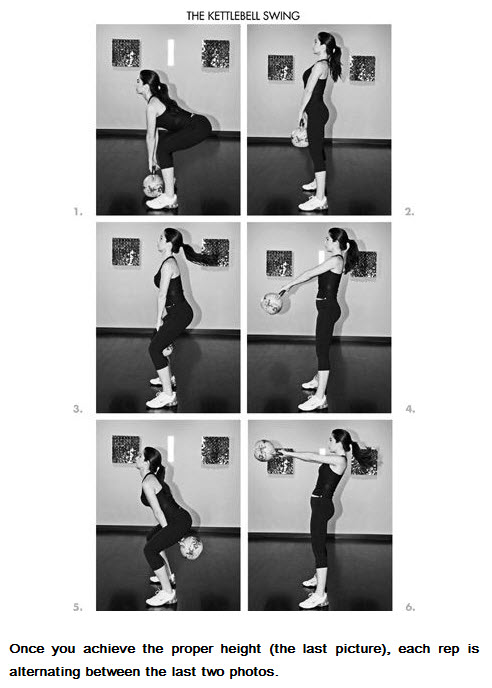 THE KETTLEBELL SWING
1.
2.
3.
4.
5.
6.
Once you achieve the proper height (the last picture), each rep is
alternating between the last two photos.